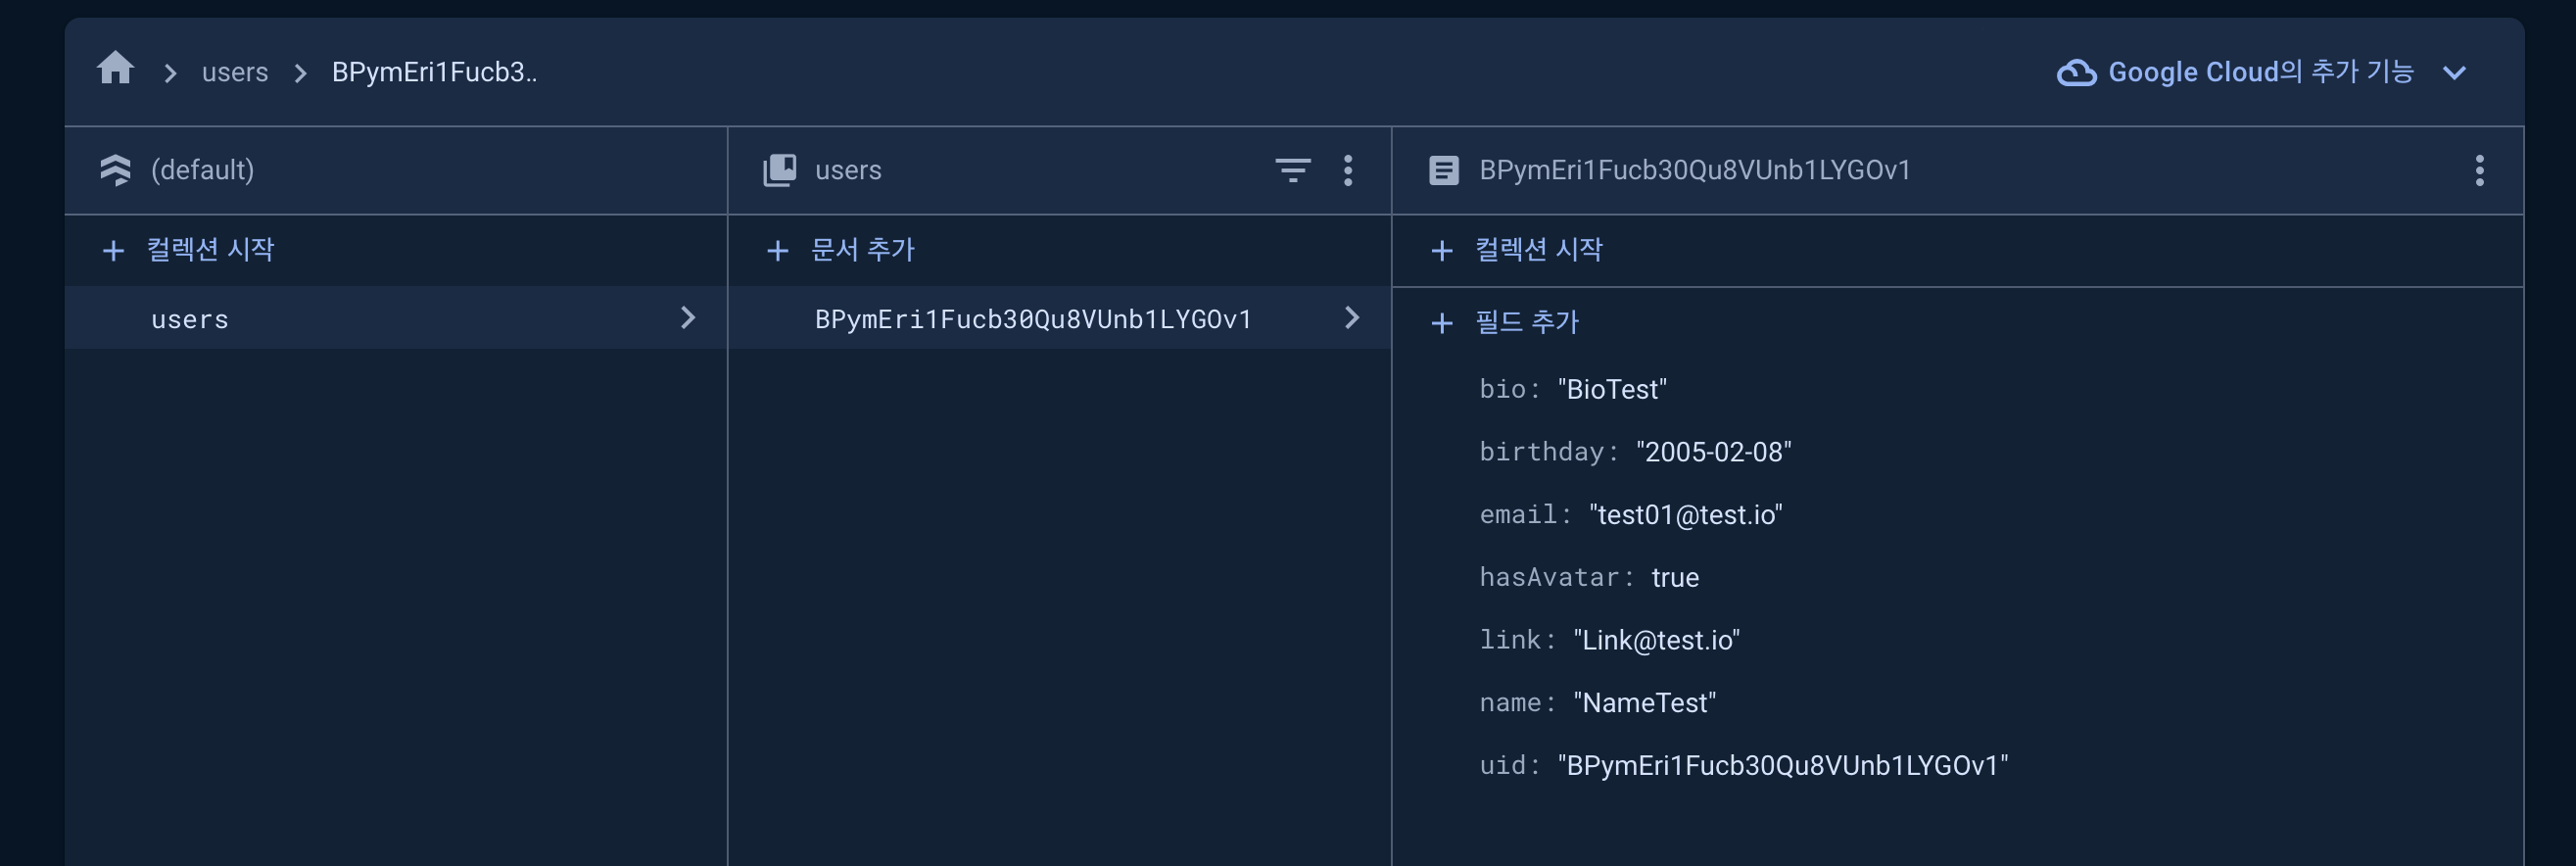 users BPymEri1Fucb3.. Google Cloud의 추가 기능
(default) users BPymEri1Fucb30Qu8VUnb1LYGOv1
컬렉션 시작 문서 추가 컬렉션 시작
users BPymEri1Fucb30Qu8VUnb1LYGOv1
필드 추가
bio: "BioTest"
birthday: "2005-02-08"
email: "test01@test.io"
hasAvatar: true
link: "Link@test.io"
name: "NameTest"
uid: "BPymEri1Fucb30Qu8VUnb1LYGOv1"